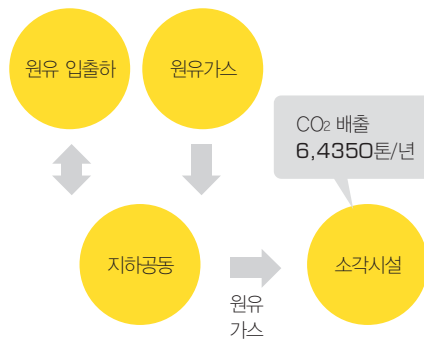 원유 입출하
원유가스
CO2 배출
6,4350톤/년
지하공동
소각시설
원유
가스